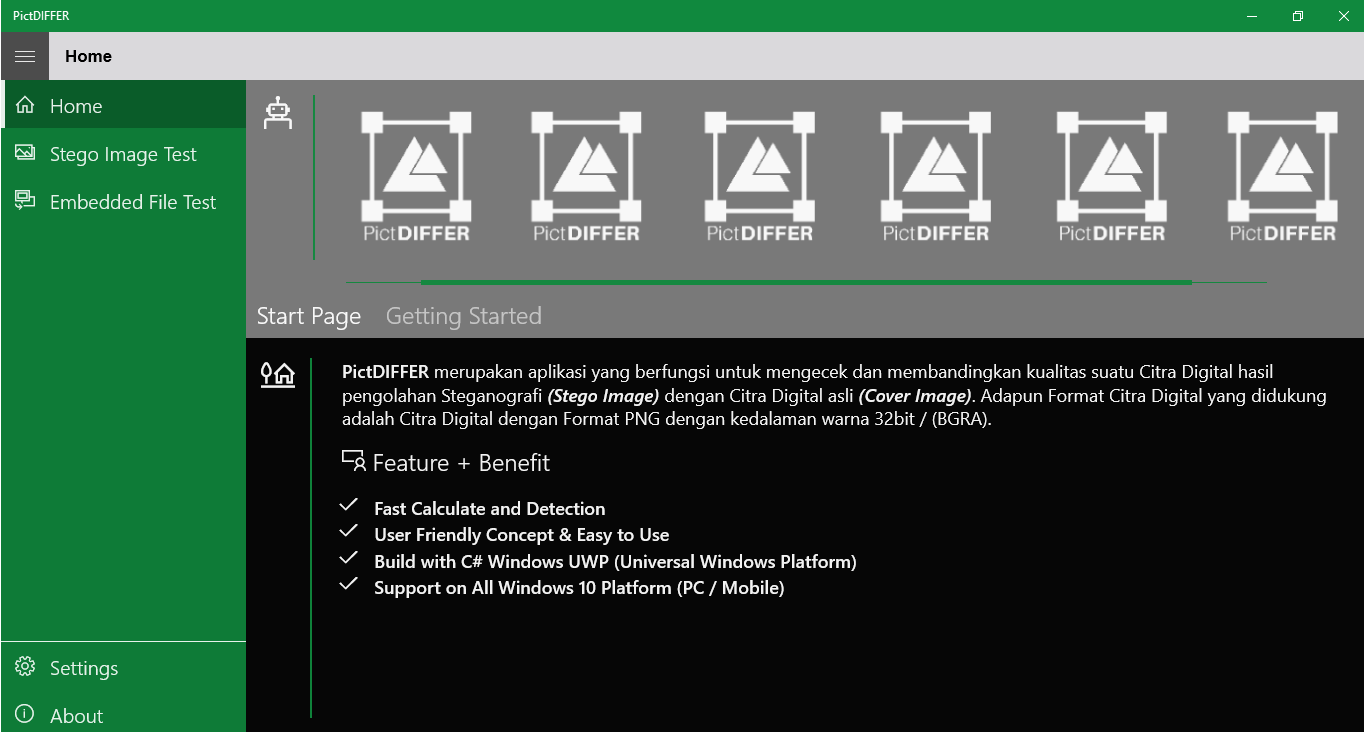 PictDIFFER
Home
Home
Stego Image Test
Embedded File Test
Settings
About
PictDIFFER
PictDIFFER
PictDIFFER
PictDIFFER
PictDIFFER
PictDIFFER
Start Page
Getting Started
PictDIFFER merupakan aplikasi yang berfungsi untuk mengecek dan membandingkan kualitas suatu Citra Digital hasil
pengolahan Steganografi (Stego Image) dengan Citra Digital asli (Cover Image). Adapun Format Citra Digital yang didukung
adalah Citra Digital dengan Format PNG dengan kedalaman warna 32bit / (BGRA).
Feature + Benefit
Fast Calculate and Detection
User Friendly Concept & Easy to Use
Build with C# Windows UWP (Universal Windows Platform)
Support on All Windows 10 Platform (PC / Mobile)